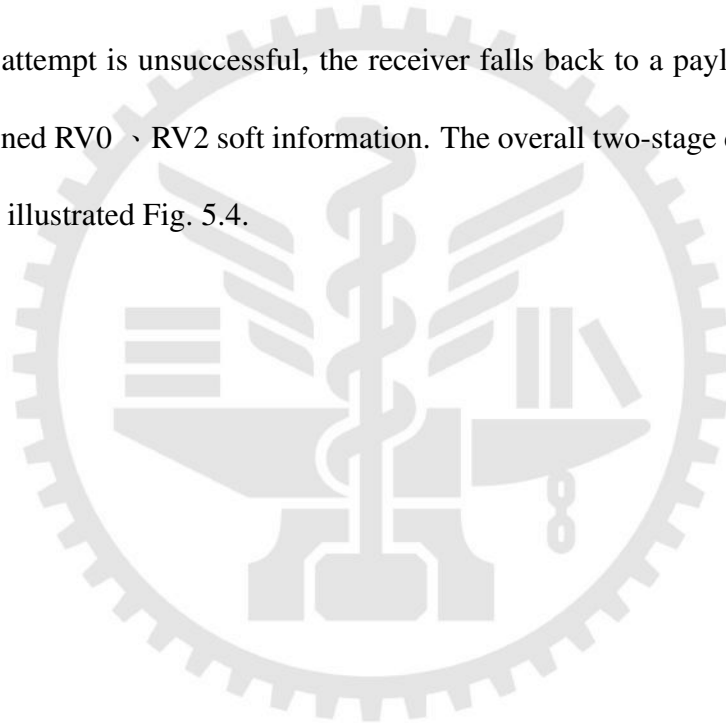 attempt is unsuccessful, the receiver falls back to a
ned RV0 、RV2 soft information. The overall two-stage
illustrated Fig. 5.4.